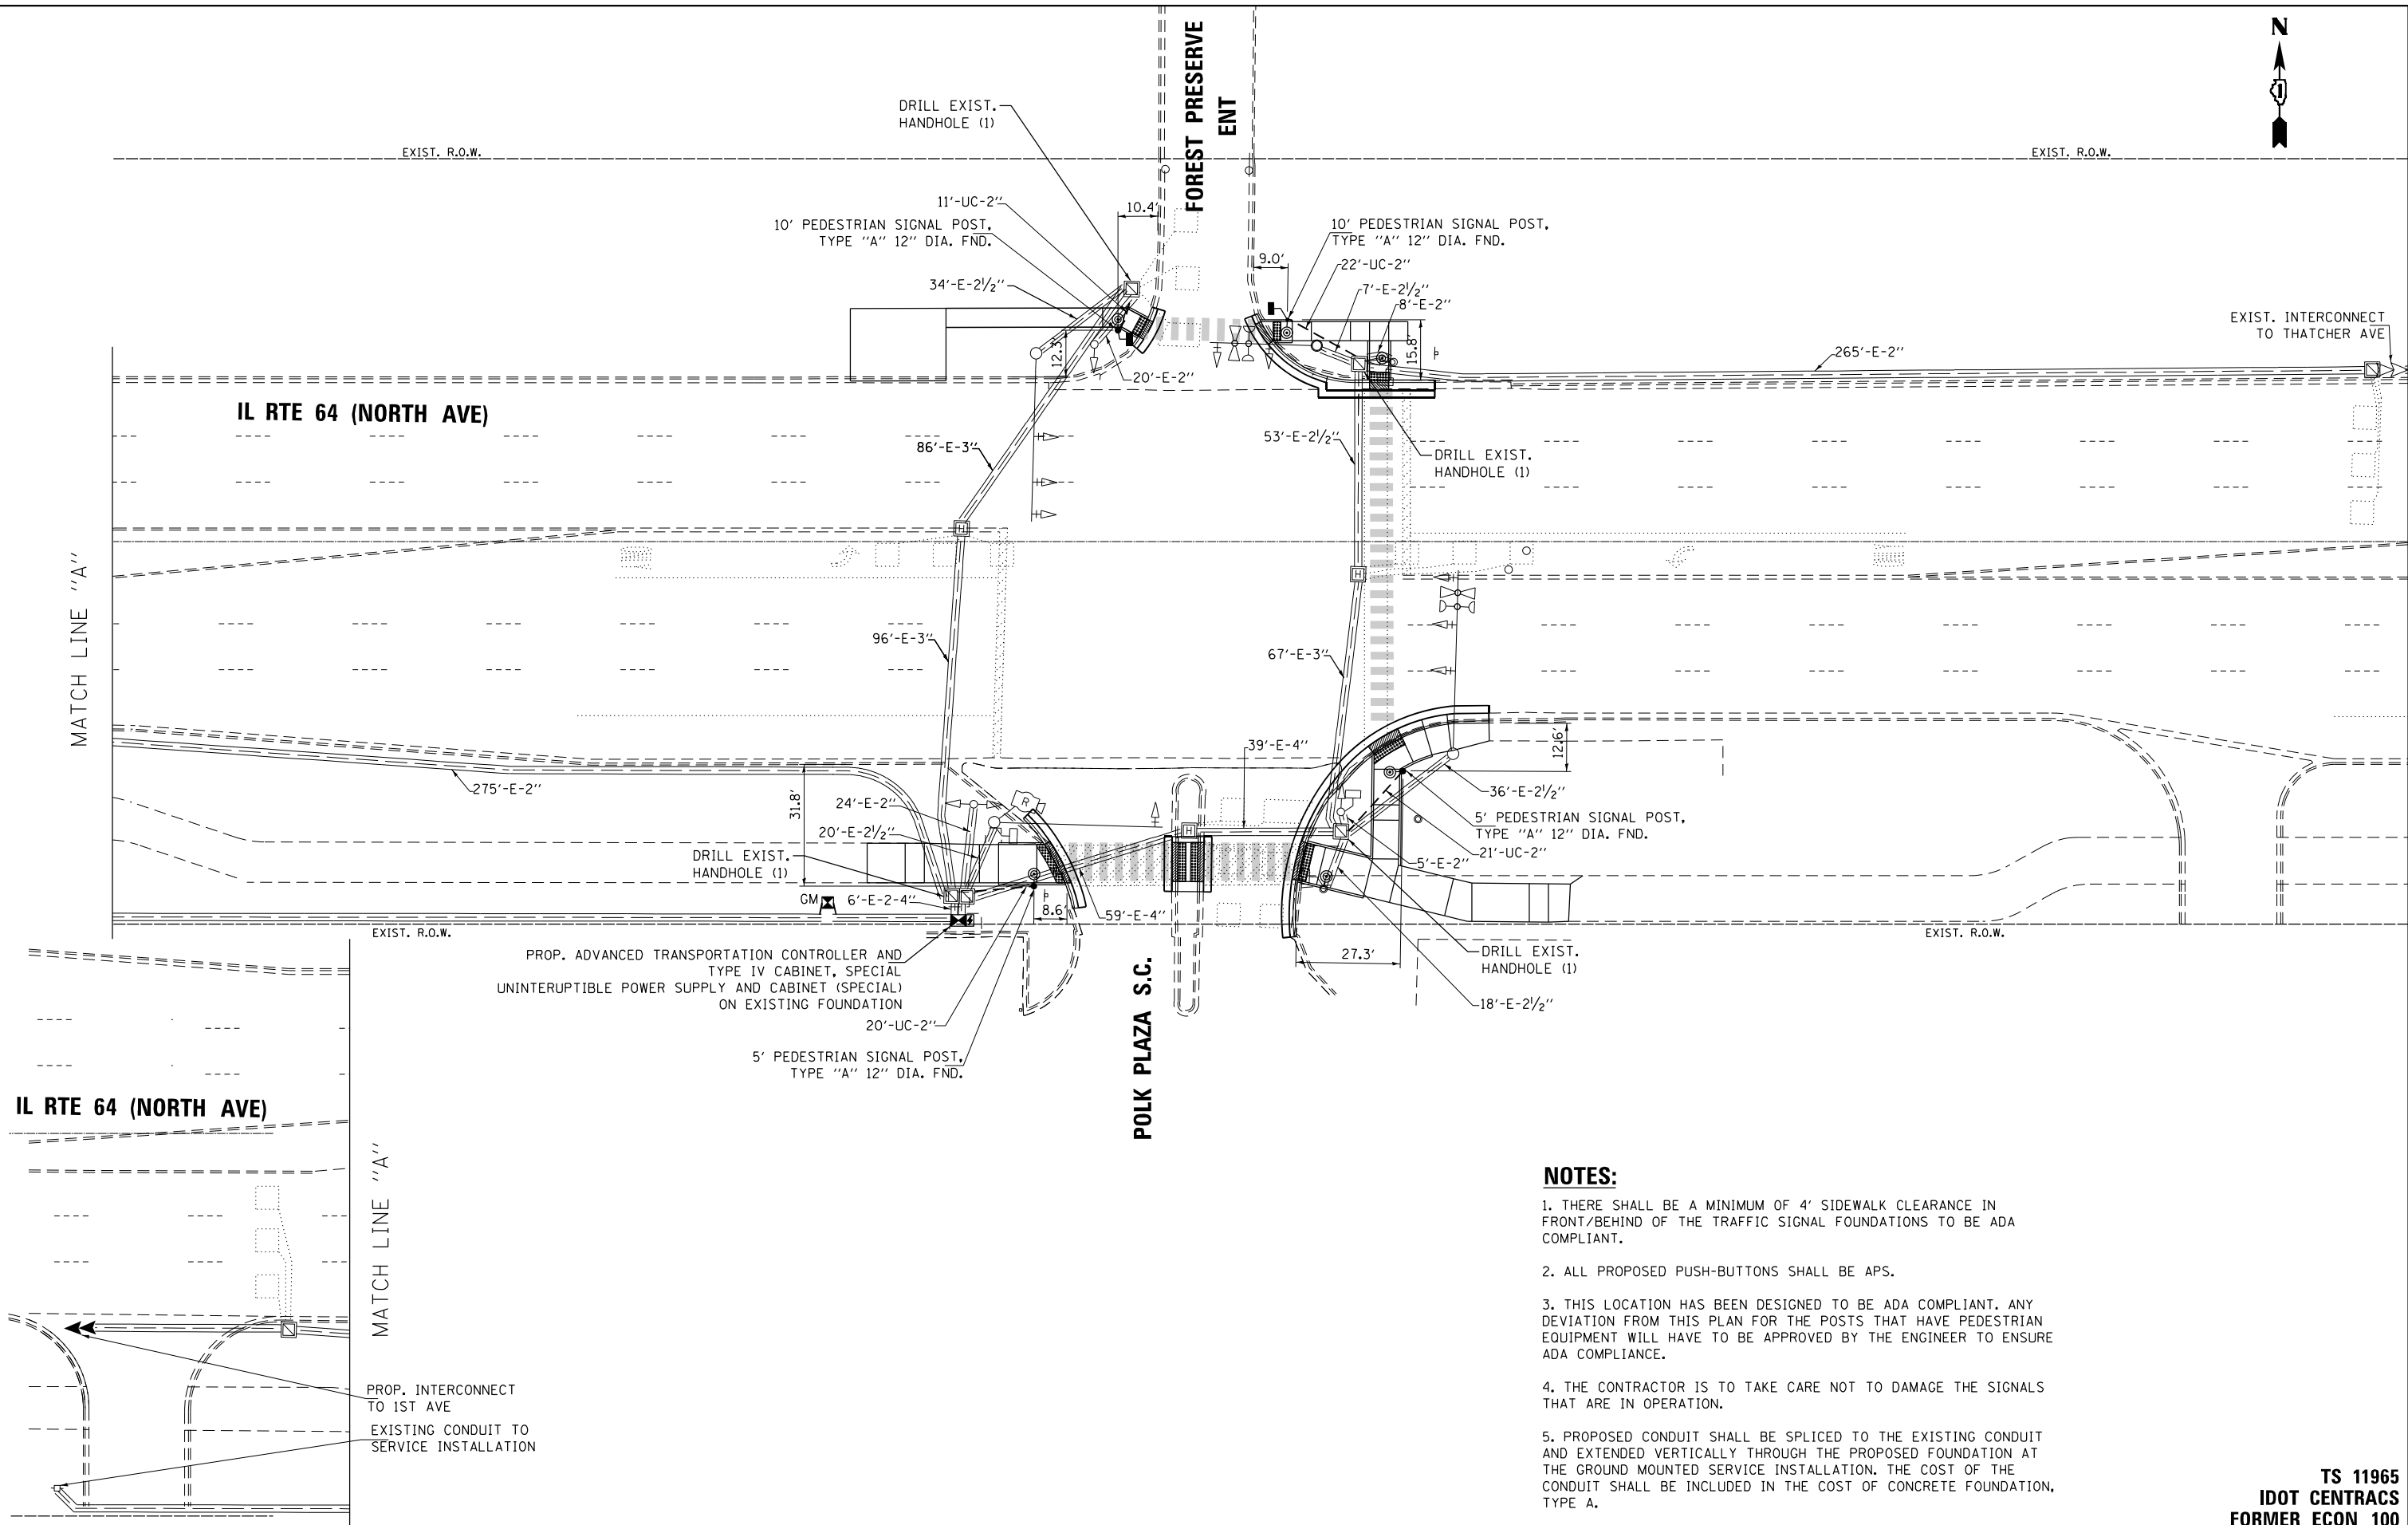 N
FOREST PRESERVE
ENT
DRILL EXIST.
HANDHOLE (1)
EXIST. R.O.W.
EXIST. R.O.W.
11'-UC-2"
10.4'
10' PEDESTRIAN SIGNAL POST,
TYPE "A" 12" DIA. FND.
10' PEDESTRIAN SIGNAL POST,
TYPE "A" 12" DIA. FND.
9.0'
22'-UC-2"
34'-E-2½"
7'-E-2½"
8'-E-2"
EXIST. INTERCONNECT
TO THATCHER AVE
12.3'
15.8'
265'-E-2"
20'-E-2"
IL RTE 64 (NORTH AVE)
86'-E-3"
53'-E-2½"
DRILL EXIST.
HANDHOLE (1)
H
H
MATCH LINE "A"
96'-E-3"
67'-E-3"
39'-E-4"
12.6'
275'-E-2"
31.8'
24'-E-2"
R
36'-E-2½"
20'-E-2½"
H
5' PEDESTRIAN SIGNAL POST,
TYPE "A" 12" DIA. FND.
DRILL EXIST.
HANDHOLE (1)
21'-UC-2"
5'-E-2"
GM
6'-E-2-4"
8.6'
59'-E-4"
EXIST. R.O.W.
EXIST. R.O.W.
PROP. ADVANCED TRANSPORTATION CONTROLLER AND
TYPE IV CABINET, SPECIAL
UNINTERUPTIBLE POWER SUPPLY AND CABINET (SPECIAL)
ON EXISTING FOUNDATION
27.3'
DRILL EXIST.
HANDHOLE (1)
18'-E-2½"
20'-UC-2"
5' PEDESTRIAN SIGNAL POST,
TYPE "A" 12" DIA. FND.
POLK PLAZA S.C.
IL RTE 64 (NORTH AVE)
MATCH LINE "A"
PROP. INTERCONNECT
TO 1ST AVE
EXISTING CONDUIT TO
SERVICE INSTALLATION
NOTES:
1. THERE SHALL BE A MINIMUM OF 4' SIDEWALK CLEARANCE IN
FRONT/BEHIND OF THE TRAFFIC SIGNAL FOUNDATIONS TO BE ADA
COMPLIANT.
2. ALL PROPOSED PUSH-BUTTONS SHALL BE APS.
3. THIS LOCATION HAS BEEN DESIGNED TO BE ADA COMPLIANT. ANY
DEVIATION FROM THIS PLAN FOR THE POSTS THAT HAVE PEDESTRIAN
EQUIPMENT WILL HAVE TO BE APPROVED BY THE ENGINEER TO ENSURE
ADA COMPLIANCE.
4. THE CONTRACTOR IS TO TAKE CARE NOT TO DAMAGE THE SIGNALS
THAT ARE IN OPERATION.
5. PROPOSED CONDUIT SHALL BE SPLICED TO THE EXISTING CONDUIT
AND EXTENDED VERTICALLY THROUGH THE PROPOSED FOUNDATION AT
THE GROUND MOUNTED SERVICE INSTALLATION. THE COST OF THE
CONDUIT SHALL BE INCLUDED IN THE COST OF CONCRETE FOUNDATION,
TYPE A.
TS 11965
IDOT CENTRACS
FORMER ECON 100